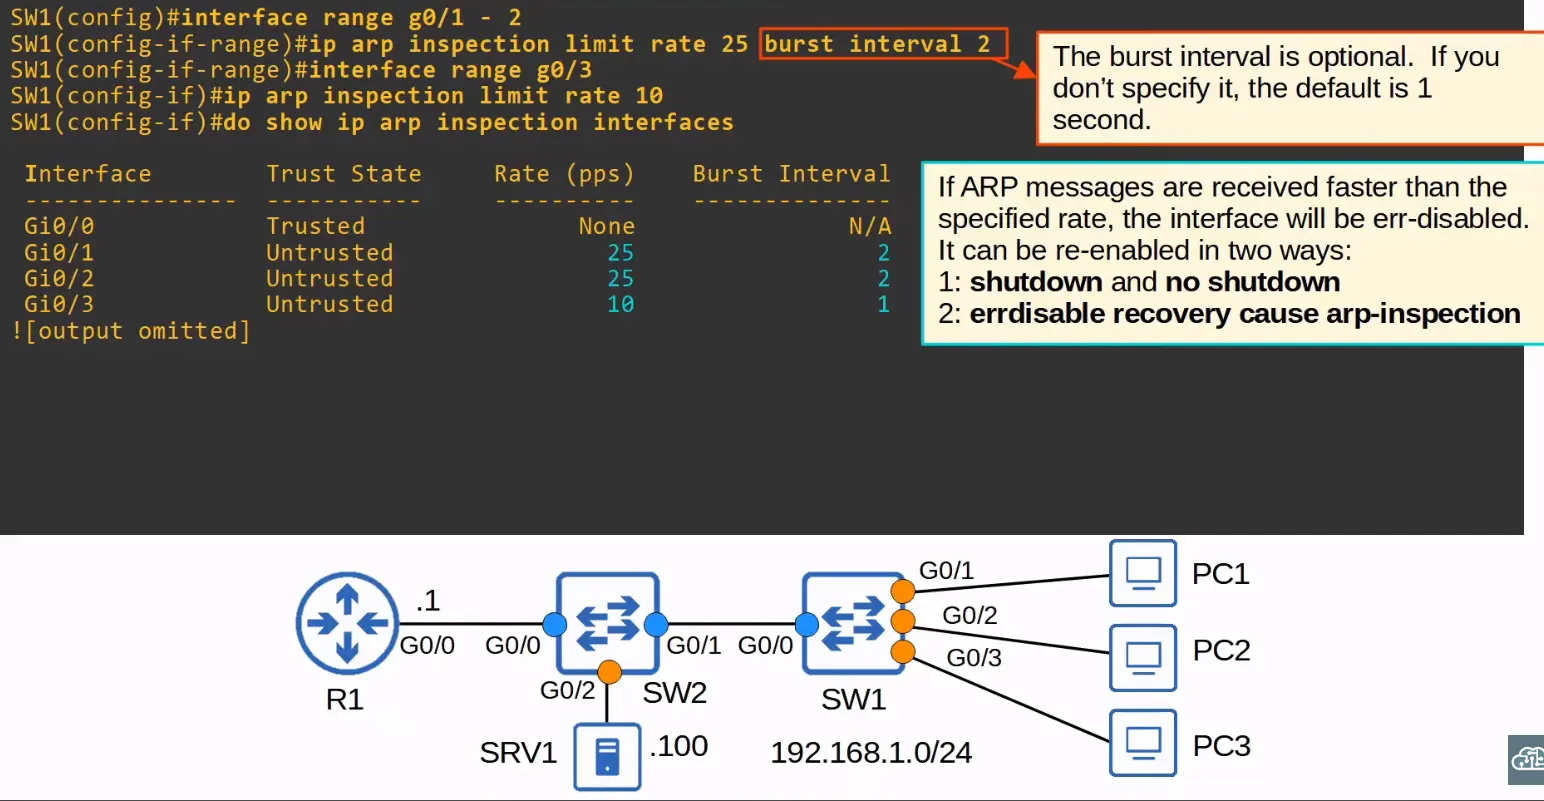 SW1(config)#interface range g0/1 - 2
SW1(config-if-range)#ip arp inspection limit rate 25 burst interval 2
SW1(config-if-range)#interface range g0/3
SW1(config-if)#ip arp inspection limit rate 10
SW1(config-if)#do show ip arp inspection interfaces
Interface Trust State Rate (pps) Burst Interval
--------------- ----------- ---------- --------------
Gi0/0 Trusted None N/A
Gi0/1 Untrusted 25 2
Gi0/2 Untrusted 25 2
Gi0/3 Untrusted 10 1
![output omitted]
The burst interval is optional. If you
don’t specify it, the default is 1
second.
If ARP messages are received faster than the
specified rate, the interface will be err-disabled.
It can be re-enabled in two ways:
1: shutdown and no shutdown
2: errdisable recovery cause arp-inspection
.1
G0/0
R1
G0/0
G0/1
G0/2
SW2
SRV1
.100
G0/0
SW1
G0/1
G0/2
G0/3
PC1
PC2
PC3
192.168.1.0/24